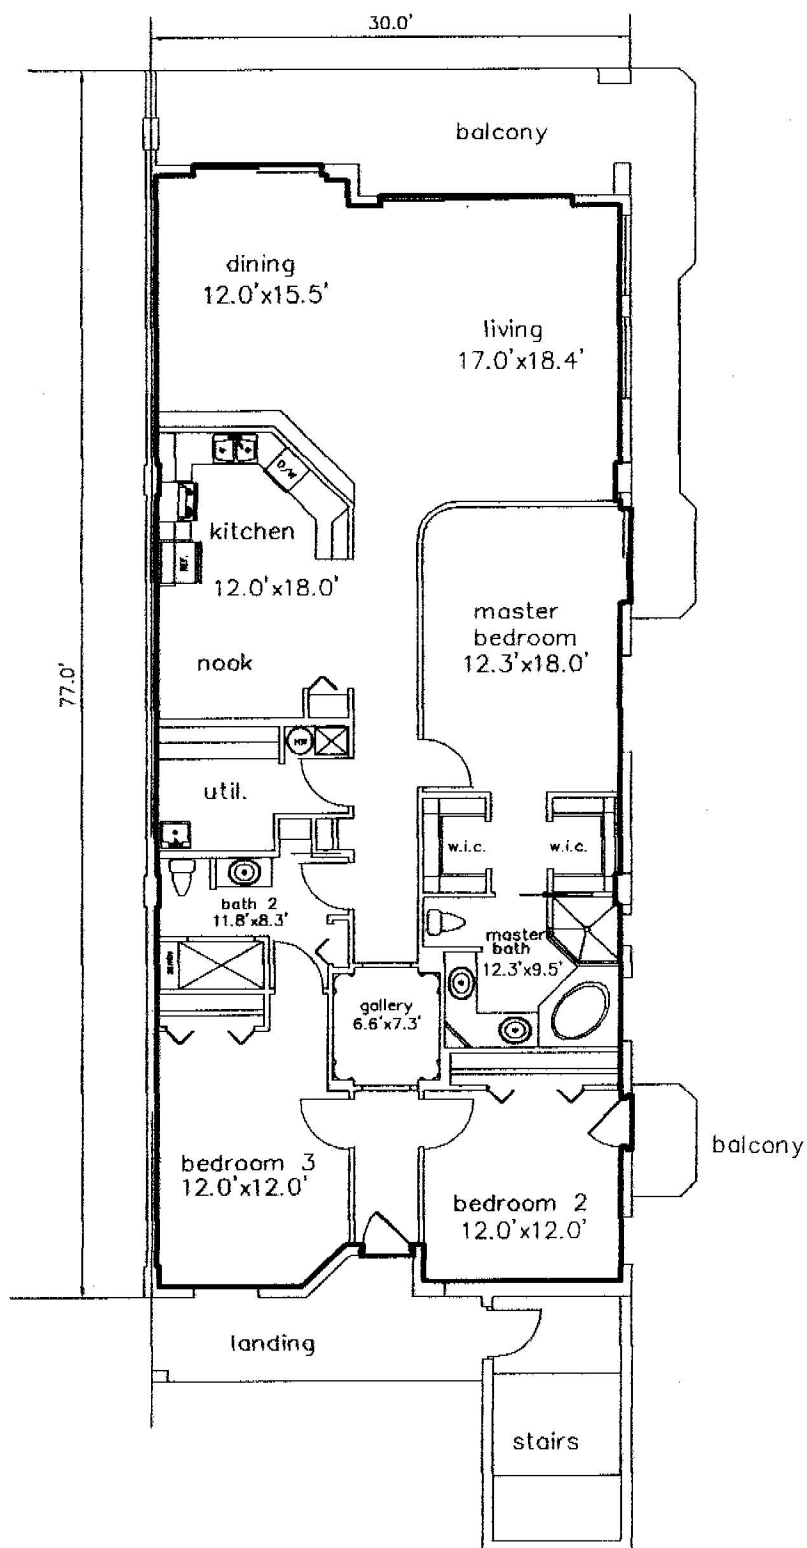 30.0'
balcony
dining
12.0'x15.5'
living
17.0'x18.4'
D/W
kitchen
REF.
12.0'x18.0'
master
bedroom
12.3'x18.0'
nook
77.0'
HW
util.
w.i.c.
w.i.c.
bath 2
11.8'x8.3'
master
bath
12.3'x9.5'
gallery
6.6'x7.3'
balcony
bedroom 3
12.0'x12.0'
bedroom 2
12.0'x12.0'
landing
stairs